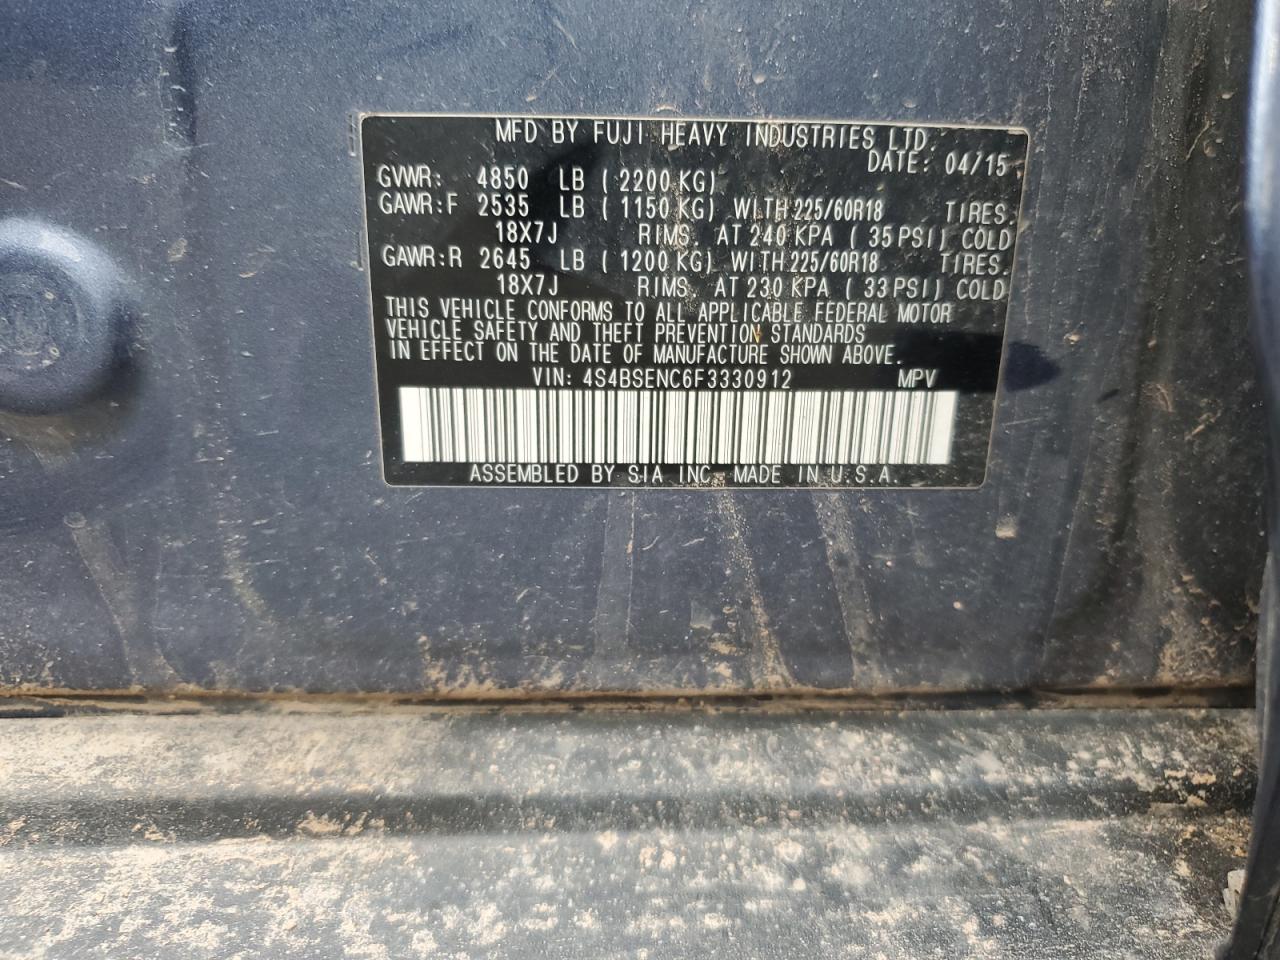 MFD BY FUJI HEAVY INDUSTRIES LTD.
DATE: 04/15
GVWR: 4850 LB ( 2200 KG)
GAWR:F 2535 LB ( 1150 KG) WITH 225/60R18 TIRES.
18X7J RIMS. AT 240 KPA ( 35 PSI) COLD
GAWR:R 2645 LB ( 1200 KG) WITH 225/60R18 TIRES.
18X7J RIMS. AT 230 KPA ( 33 PSI) COLD
THIS VEHICLE CONFORMS TO ALL APPLICABLE FEDERAL MOTOR
VEHICLE SAFETY AND THEFT PREVENTION STANDARDS
IN EFFECT ON THE DATE OF MANUFACTURE SHOWN ABOVE.
VIN: 4S4BSENC6F3330912 MPV
ASSEMBLED BY SIA INC. MADE IN U.S.A.